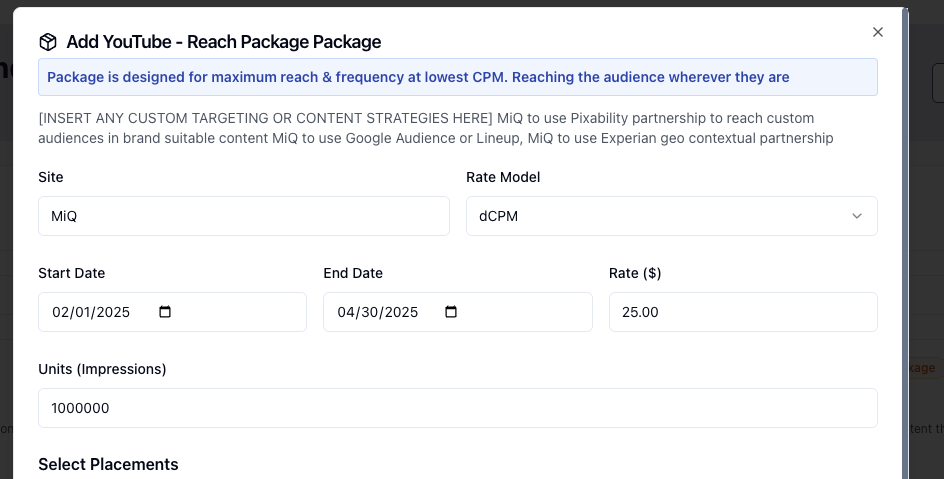 Add YouTube - Reach Package Package
Package is designed for maximum reach & frequency at lowest CPM. Reaching the audience wherever they are
[INSERT ANY CUSTOM TARGETING OR CONTENT STRATEGIES HERE] MiQ to use Pixability partnership to reach custom
audiences in brand suitable content MiQ to use Google Audience or Lineup, MiQ to use Experian geo contextual partnership
Site
Rate Model
MiQ
dCPM
Start Date
End Date
Rate ($)
02/01/2025
04/30/2025
25.00
Units (Impressions)
1000000
Select Placements